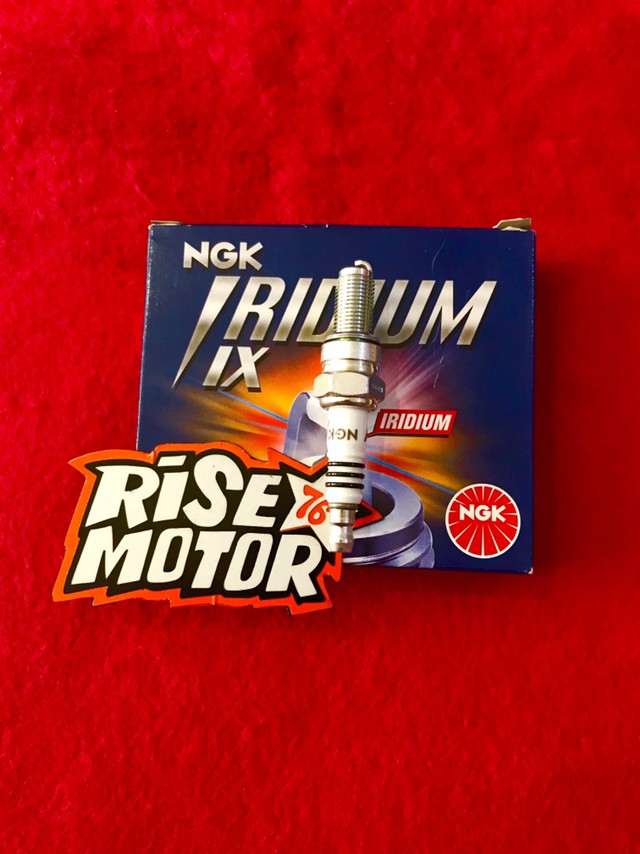 NGK
IRIDIUM
IX
IRIDIUM
NGK
RiSE
76
MOTOR
NGK